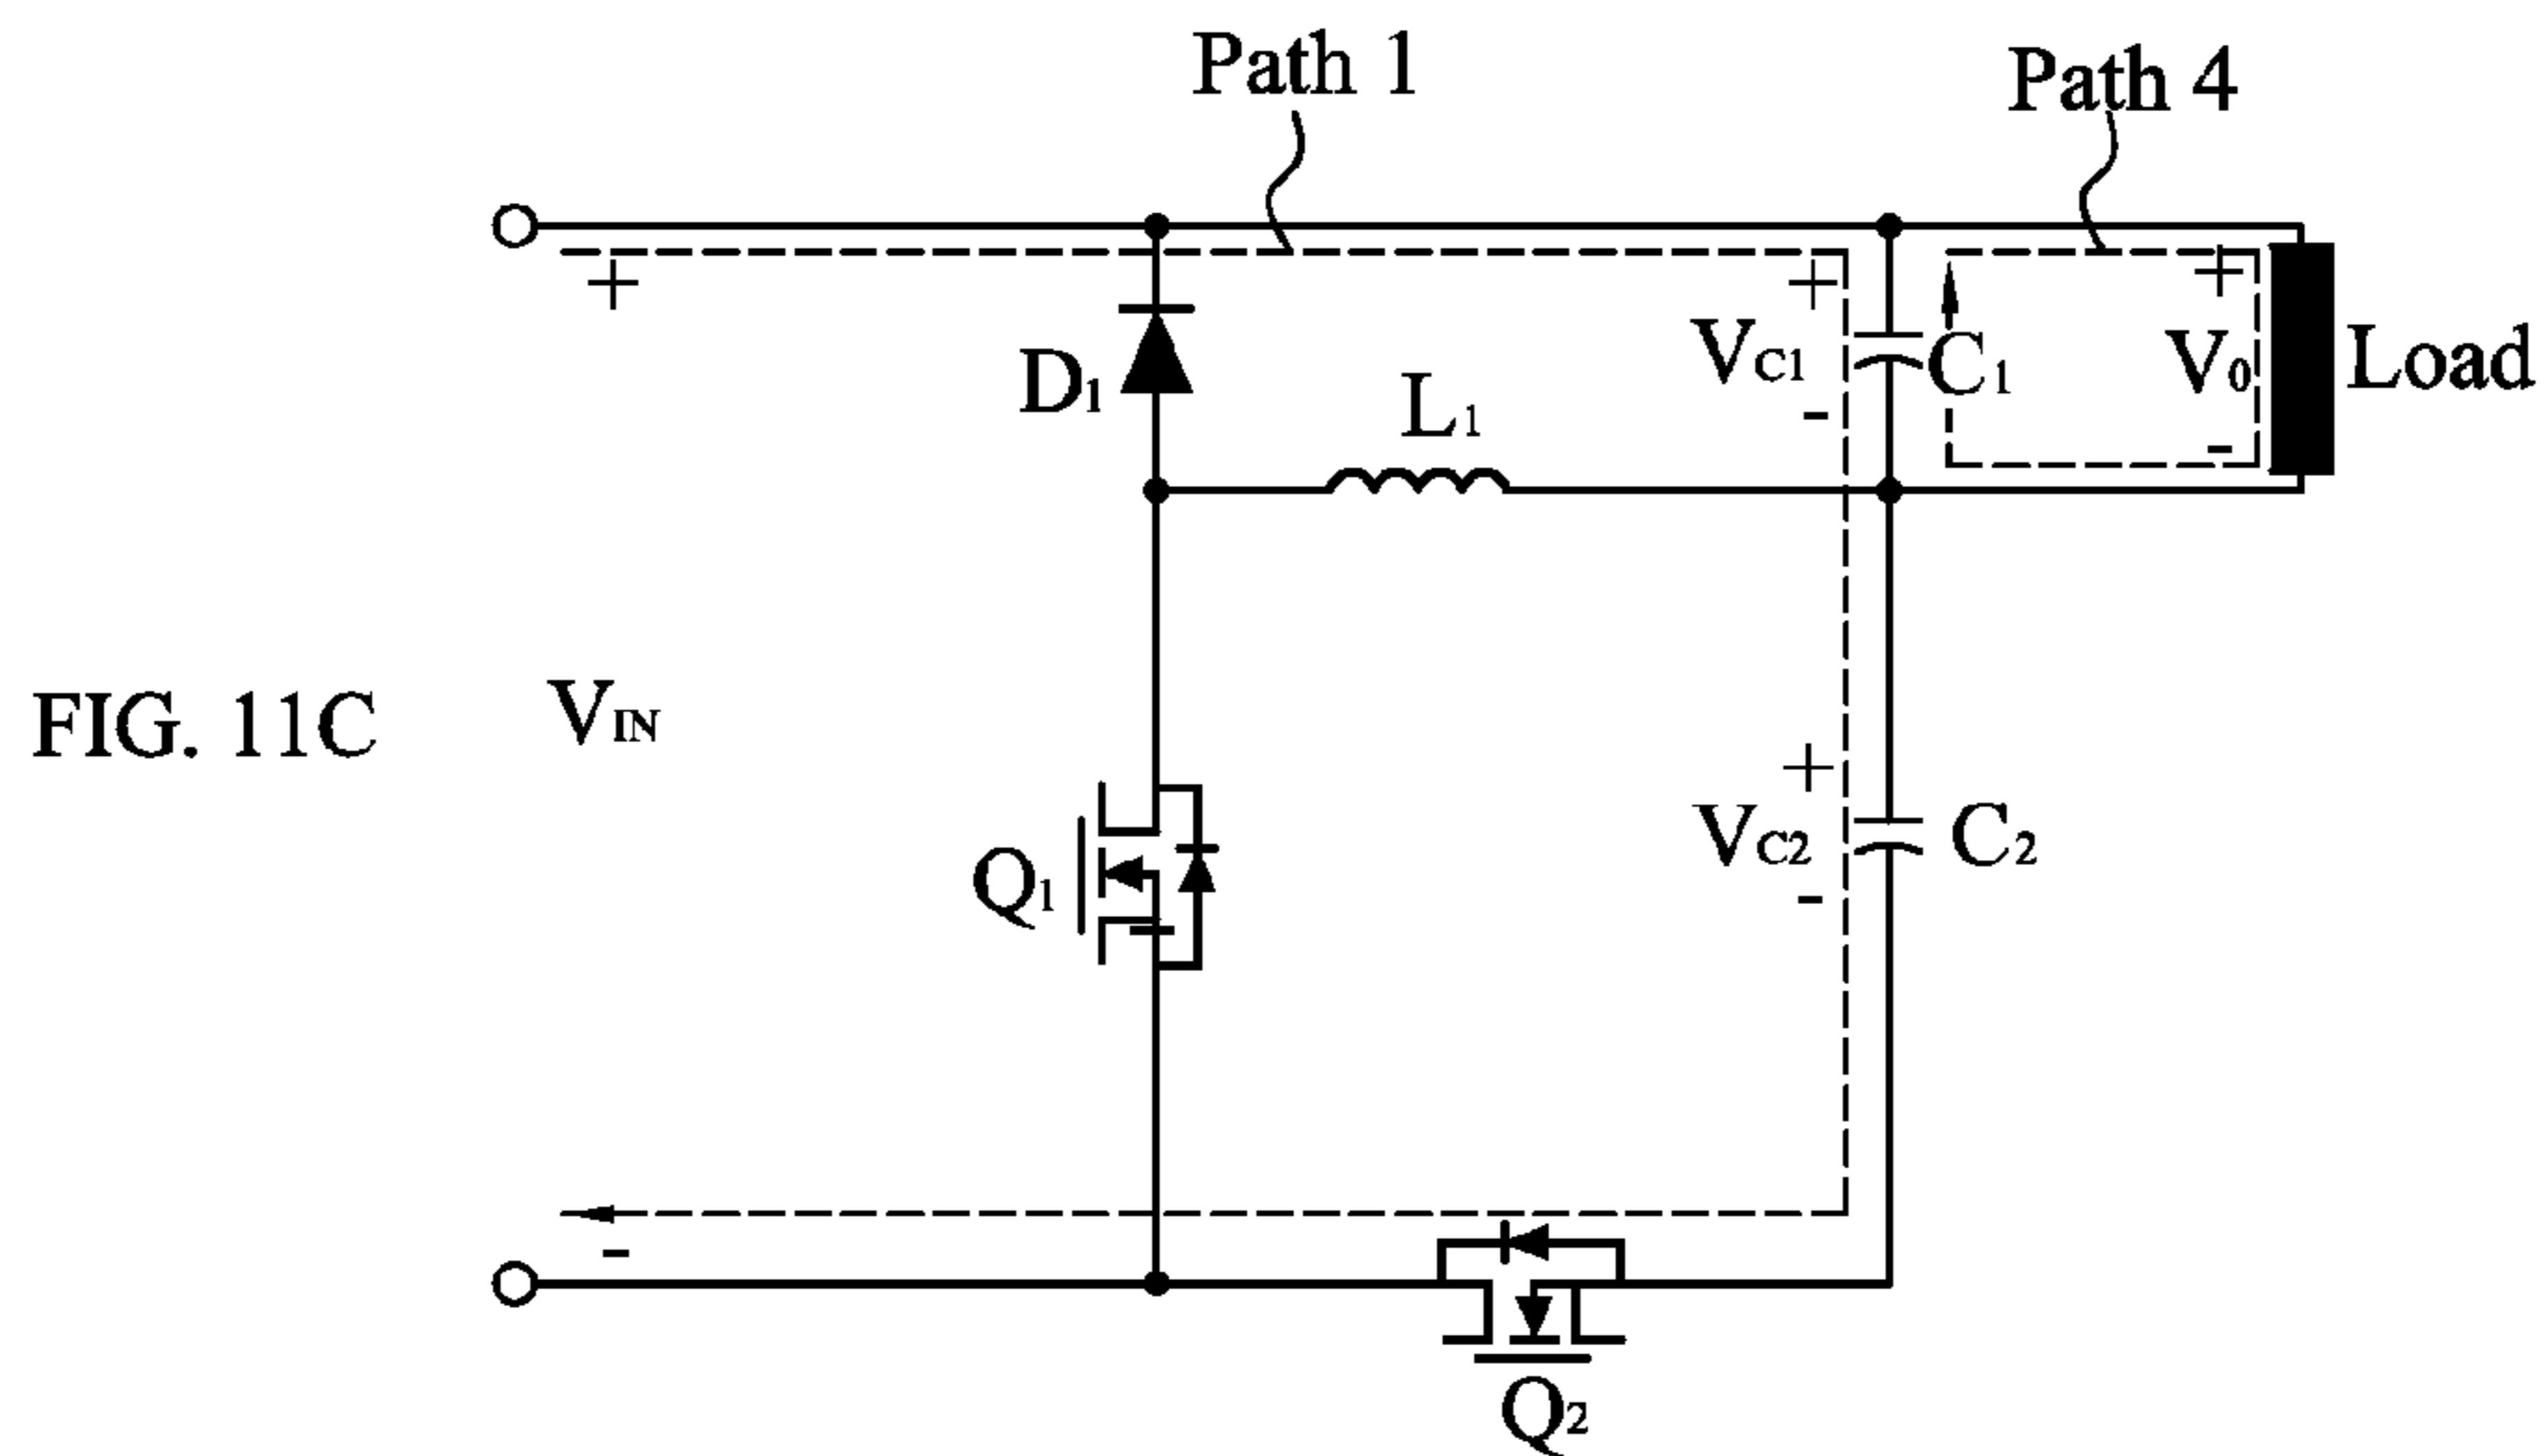 Path 1
Path 4
+
+
+
D1
VC1
C1
V0
Load
-
L1
-
FIG. 11C
VIN
+
VC2
C2
-
Q1
-
Q2